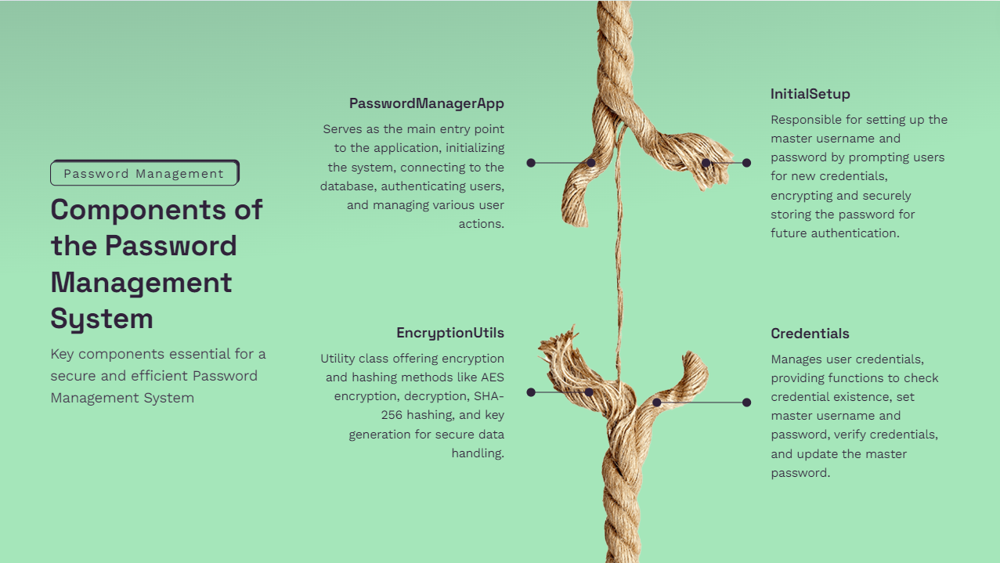 Password Management
Components of
the Password
Management
System
Key components essential for a
secure and efficient Password
Management System
PasswordManagerApp
Serves as the main entry point
to the application, initializing
the system, connecting to the
database, authenticating users,
and managing various user
actions.
InitialSetup
Responsible for setting up the
master username and
password by prompting users
for new credentials,
encrypting and securely
storing the password for
future authentication.
EncryptionUtils
Utility class offering encryption
and hashing methods like AES
encryption, decryption, SHA-
256 hashing, and key
generation for secure data
handling.
Credentials
Manages user credentials,
providing functions to check
credential existence, set
master username and
password, verify credentials,
and update the master
password.